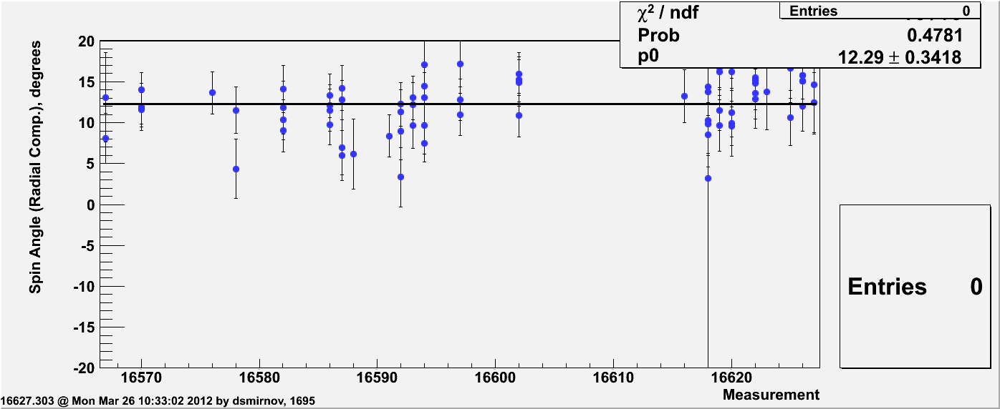 χ² / ndf
Entries 0
Prob 0.4781
p0 12.29 ± 0.3418
Spin Angle (Radial Comp.), degrees
20
15
10
5
0
-5
-10
-15
-20
16570 16580 16590 16600 16610 16620
Measurement
Entries 0
16627.303 @ Mon Mar 26 10:33:02 2012 by dsmirnov, 1695